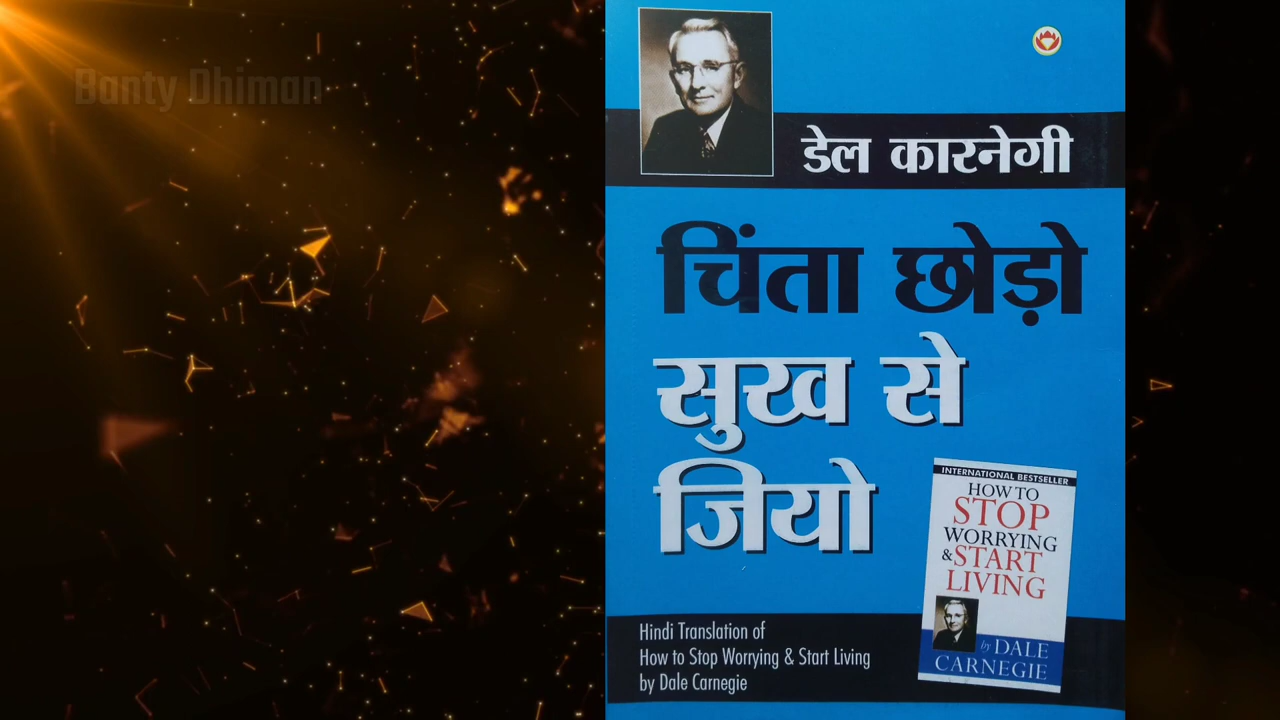 Banty Dhiman
डेल कारनेगी
चिंता छोड़ो
सुख से
जियो
INTERNATIONAL BESTSELLER
HOW TO
STOP
WORRYING
& START
LIVING
by DALE
CARNEGIE
Hindi Translation of
How to Stop Worrying & Start Living
by Dale Carnegie